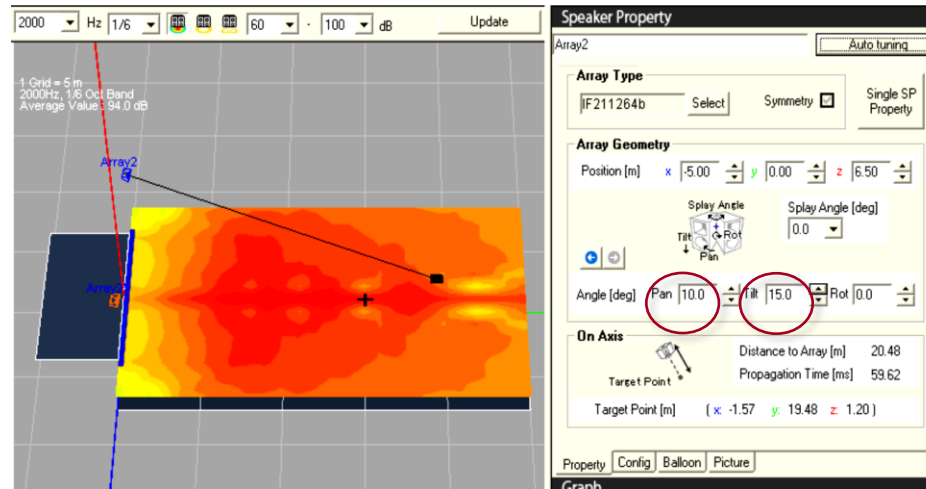 2000 Hz 1/6 60 - 100 dB Update
1 Grid = 5 m
2000Hz, 1/6 Oct Band
Average Value : 94.0 dB
Array2
Array2
Speaker Property
Array2 Auto tuning
Array Type
IF211264b Select Symmetry Single SP
Property
Array Geometry
Position [m] x -5.00 y 0.00 z 6.50
Splay Angle Splay Angle [deg]
0.0
Tilt Rot
Pan
Angle [deg] Pan 10.0 Tilt 15.0 Rot 0.0
On Axis
Distance to Array [m] 20.48
Propagation Time [ms] 59.62
Target Point
Target Point [m] ( x: -1.57 y: 19.48 z: 1.20 )
Property Config Balloon Picture
Graph